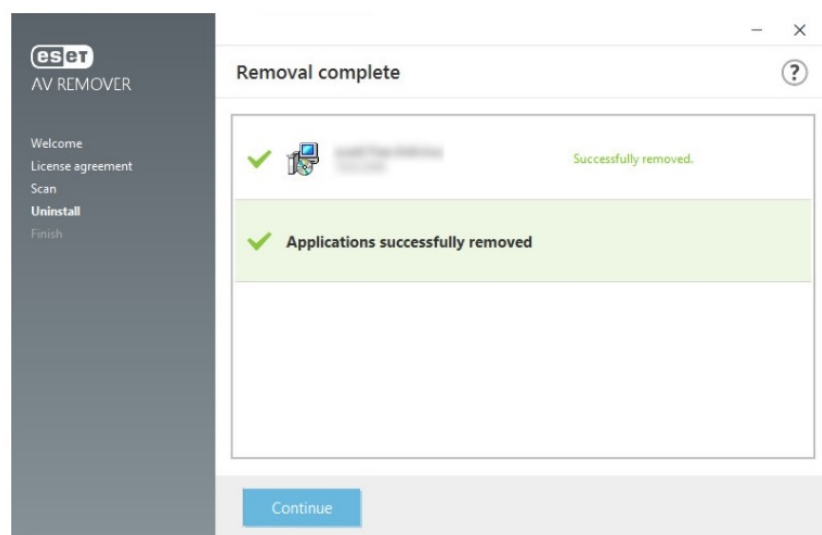 eset
AV REMOVER
Welcome
License agreement
Scan
Uninstall
Finish
Removal complete
?
Successfully removed.
Applications successfully removed
Continue